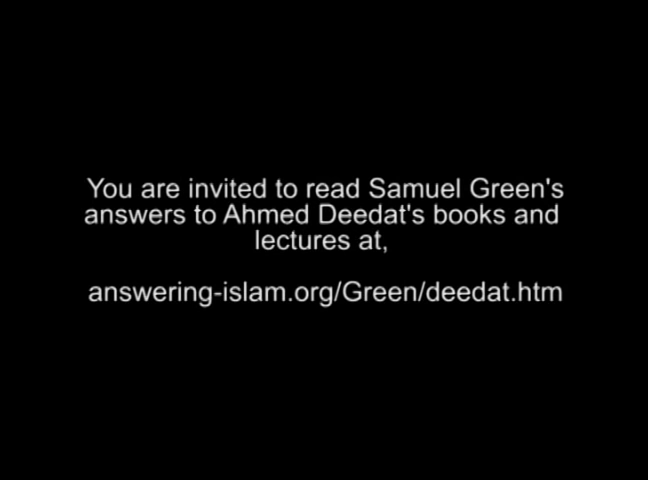 You are invited to read Samuel Green's
answers to Ahmed Deedat's books and
lectures at,
answering-islam.org/Green/deedat.htm